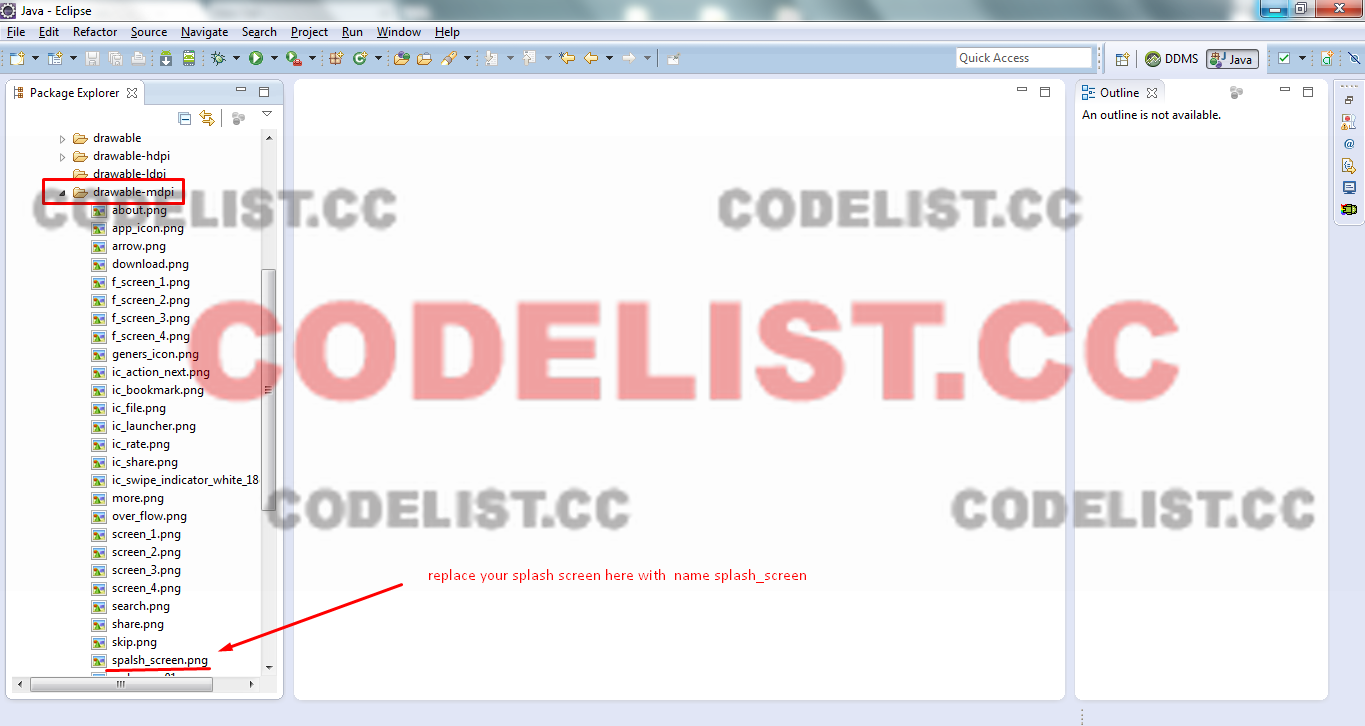 Java - Eclipse
File Edit Refactor Source Navigate Search Project Run Window Help
Quick Access
DDMS
Java
Package Explorer
Outline
An outline is not available.
drawable
drawable-hdpi
drawable-ldpi
drawable-mdpi
about.png
app_icon.png
arrow.png
download.png
f_screen_1.png
f_screen_2.png
f_screen_3.png
f_screen_4.png
geners_icon.png
ic_action_next.png
ic_bookmark.png
ic_file.png
ic_launcher.png
ic_rate.png
ic_share.png
ic_swipe_indicator_white_18
more.png
over_flow.png
screen_1.png
screen_2.png
screen_3.png
screen_4.png
search.png
share.png
skip.png
spalsh_screen.png
replace your splash screen here with name splash_screen
CODELIST.CC
CODELIST.CC
CODELIST.CC
CODELIST.CC
CODELIST.CC